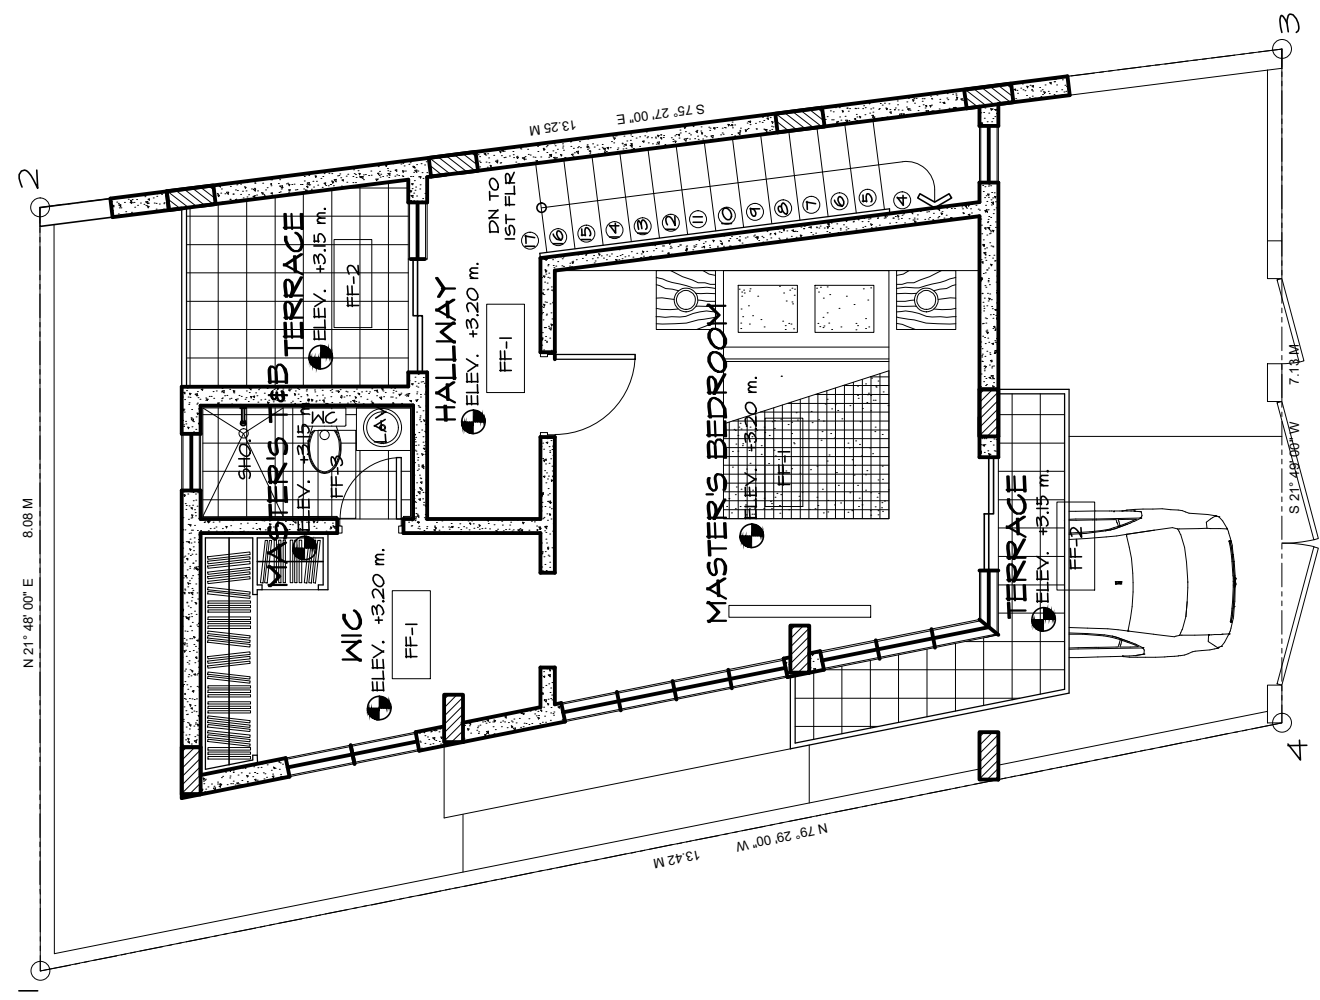 2
3
S 75° 27' 00" E
13.25 M
DN TO
1ST FLR
17
16
15
14
13
12
11
10
9
8
7
6
5
4
TERRACE
ELEV. +3.15 m.
FF-2
HALLWAY
ELEV. +3.20 m.
FF-1
MASTER'S T&B
ELEV. +3.15 m
FF-3
SHO
WC
LAV
MASTER'S BEDROOM
ELEV. +3.20 m.
FF-1
WIC
ELEV. +3.20 m.
FF-1
TERRACE
ELEV. +3.15 m.
FF-2
N 21° 48' 00" E
8.08 M
7.13 M
S 21° 49' 00" W
N 79° 29' 00" W
13.42 M
1
4